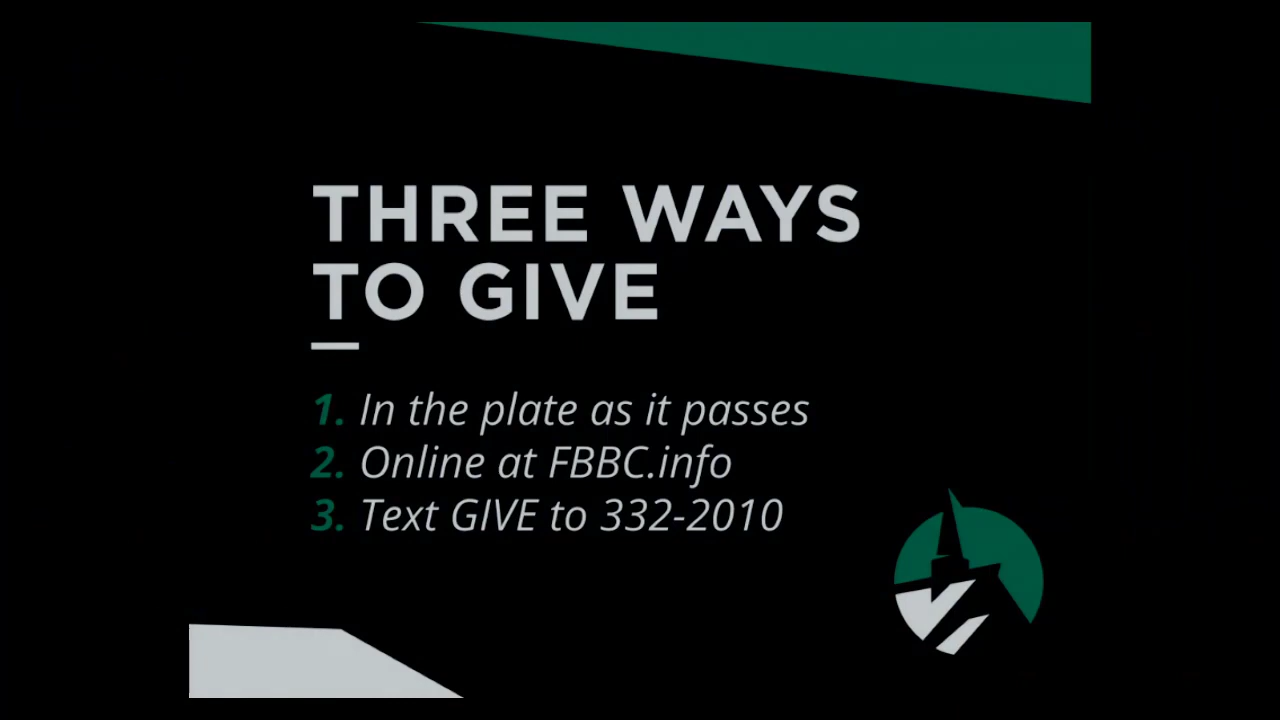 THREE WAYS
TO GIVE
1. In the plate as it passes
2. Online at FBBC.info
3. Text GIVE to 332-2010